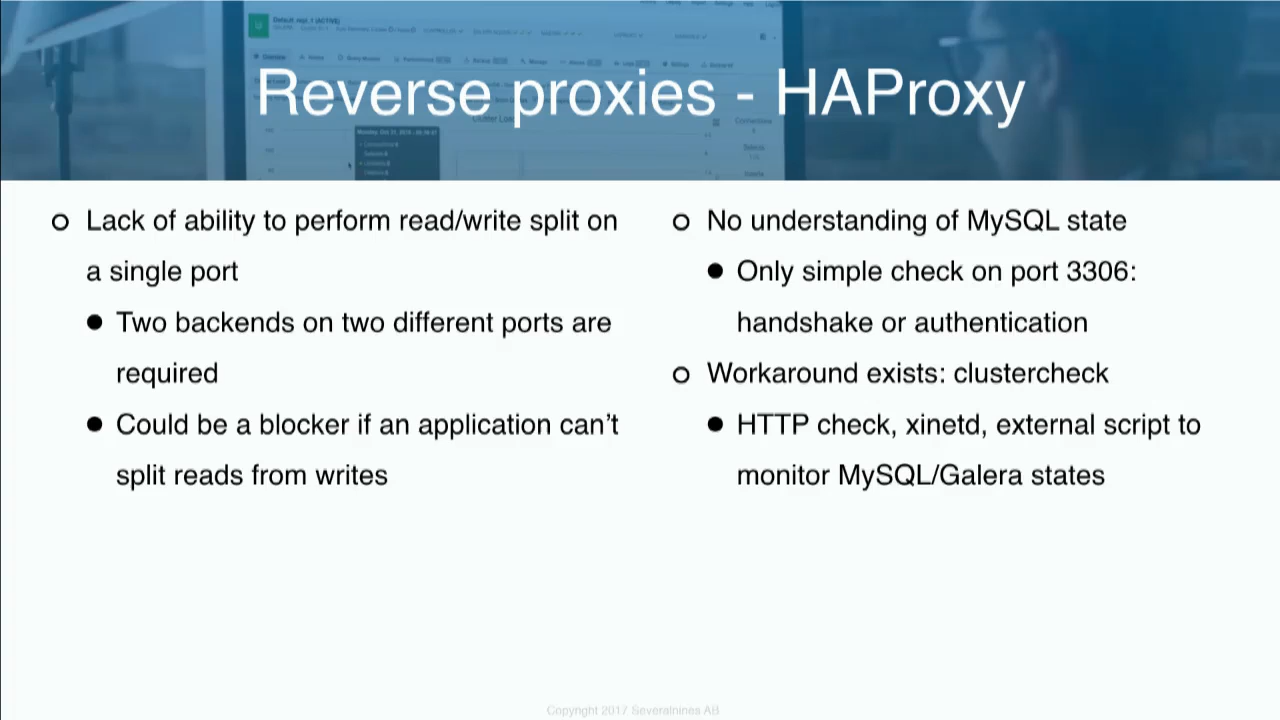 Reverse proxies - HAProxy
Lack of ability to perform read/write split on
a single port
Two backends on two different ports are
required
Could be a blocker if an application can’t
split reads from writes
No understanding of MySQL state
Only simple check on port 3306:
handshake or authentication
Workaround exists: clustercheck
HTTP check, xinetd, external script to
monitor MySQL/Galera states
Copyright 2017 Severalnines AB